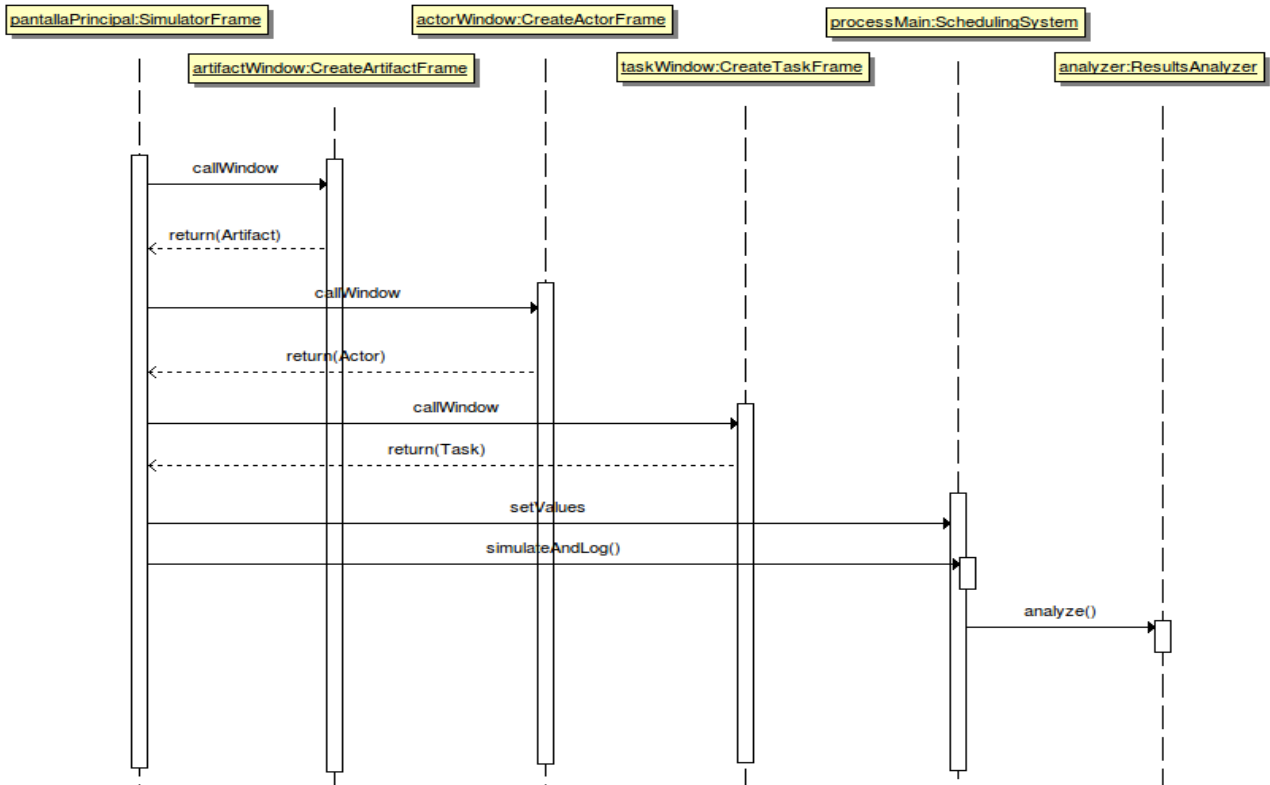 pantallaPrincipal:SimulatorFrame
actorWindow:CreateActorFrame
processMain:SchedulingSystem
artifactWindow:CreateArtifactFrame
taskWindow:CreateTaskFrame
analyzer:ResultsAnalyzer
callWindow
return(Artifact)
callWindow
return(Actor)
callWindow
return(Task)
setValues
simulateAndLog()
analyze()